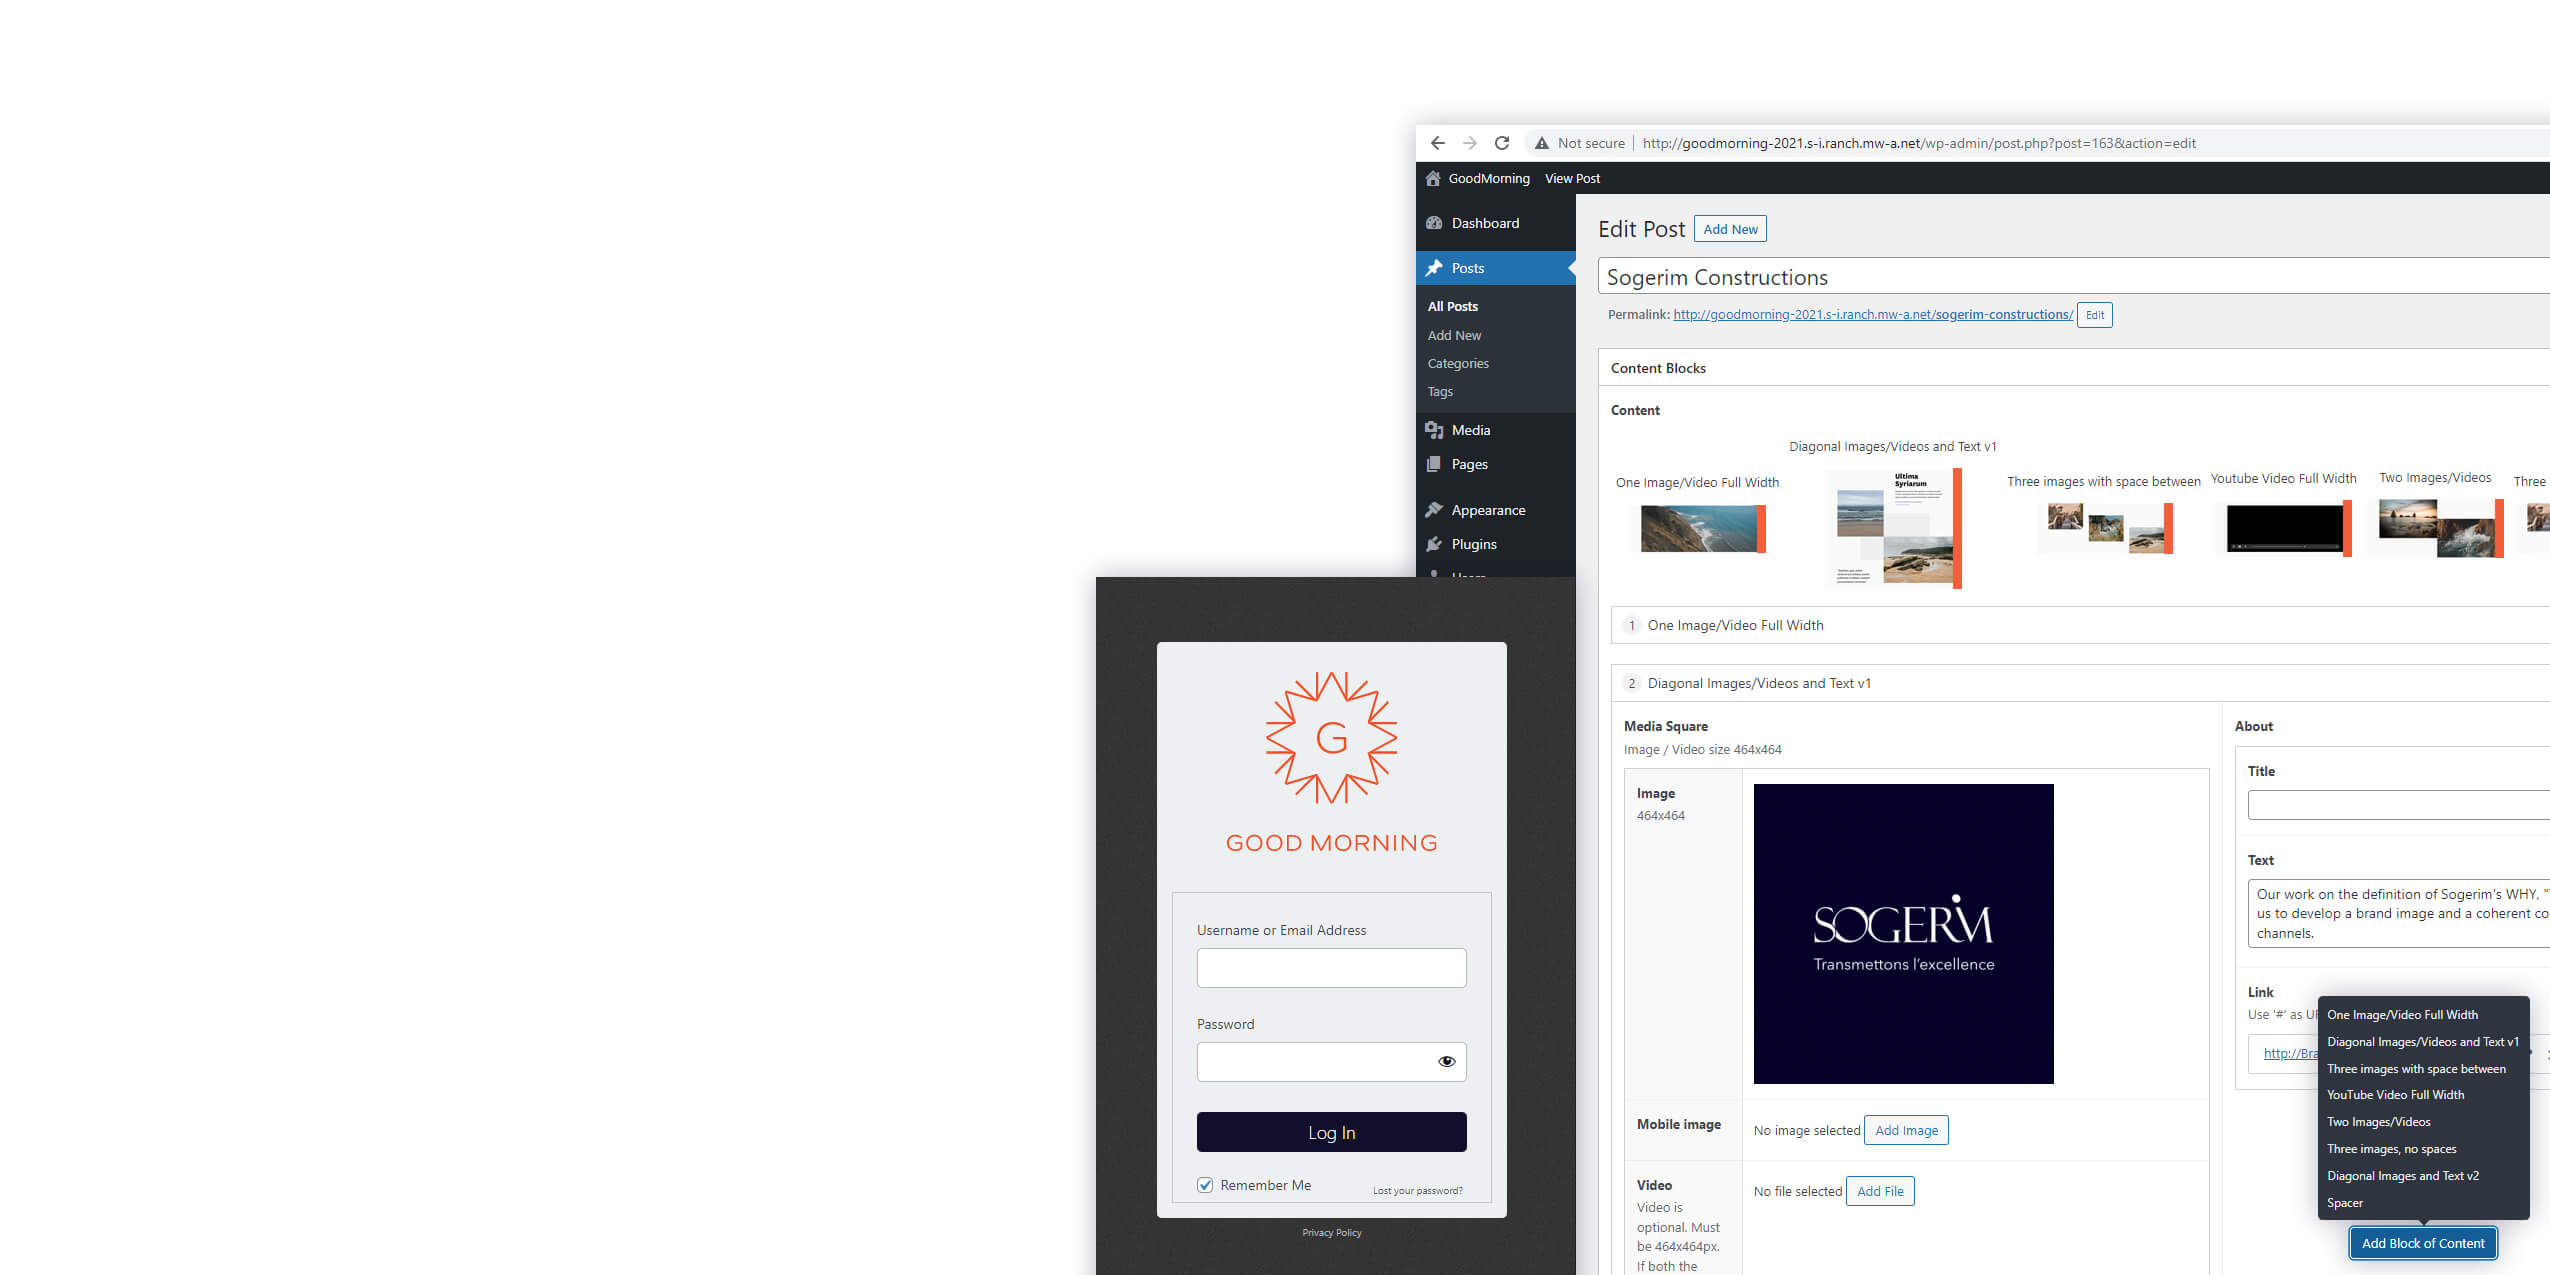 Not secure
http://goodmorning-2021.s-i.ranch.mw-a.net/wp-admin/post.php?post=163&action=edit
GoodMorning
View Post
Dashboard
Posts
All Posts
Add New
Categories
Tags
Media
Pages
Appearance
Plugins
Edit Post
Add New
Sogerim Constructions
Permalink: http://goodmorning-2021.s-i.ranch.mw-a.net/sogerim-constructions/
Edit
Content Blocks
Content
One Image/Video Full Width
Diagonal Images/Videos and Text v1
Ultima
Syriarum
Three images with space between
Youtube Video Full Width
Two Images/Videos
Three
1 One Image/Video Full Width
2 Diagonal Images/Videos and Text v1
Media Square
Image / Video size 464x464
Image
464x464
SOGERIM
Transmettons l'excellence
Mobile image
No image selected
Add Image
Video
Video is
optional. Must
be 464x464px.
If both the
No file selected
Add File
About
Title
Text
Our work on the definition of Sogerim's WHY,
us to develop a brand image and a coherent co
channels.
Link
Use '#' as
http://Bra
One Image/Video Full Width
Diagonal Images/Videos and Text v1
Three images with space between
YouTube Video Full Width
Two Images/Videos
Three images, no spaces
Diagonal Images and Text v2
Spacer
Add Block of Content
G
GOOD MORNING
Username or Email Address
Password
Log In
Remember Me
Lost your password?
Privacy Policy